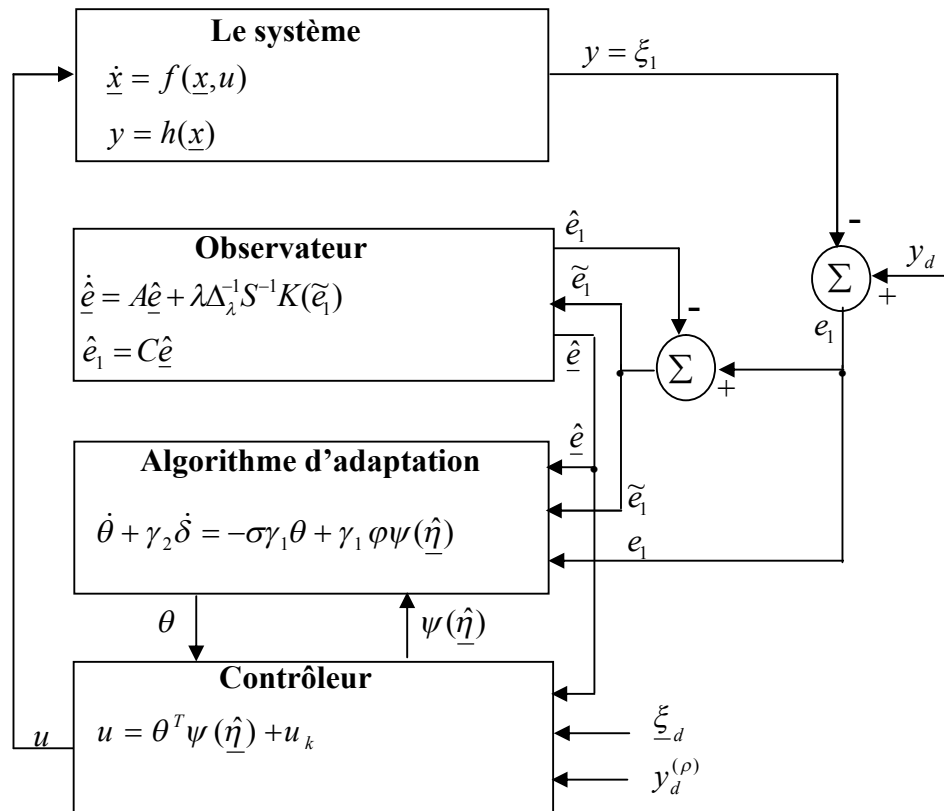 Le système
ẋ = f(x,u)
y = h(x)
y = ξ₁
-
Σ
+
y_d
e₁
Observateur
ê̇ = Aê + λΔ_λ⁻¹S⁻¹K(ẽ₁)
ê₁ = Cê
ê₁
ẽ₁
ê
-
Σ
+
Algorithme d'adaptation
θ̇ + γ₂δ̇ = −σγ₁θ + γ₁φψ(η̂)
ê
ẽ₁
e₁
θ
ψ(η̂)
Contrôleur
u = θᵀψ(η̂) + u_k
u
ξ_d
y_d^(ρ)